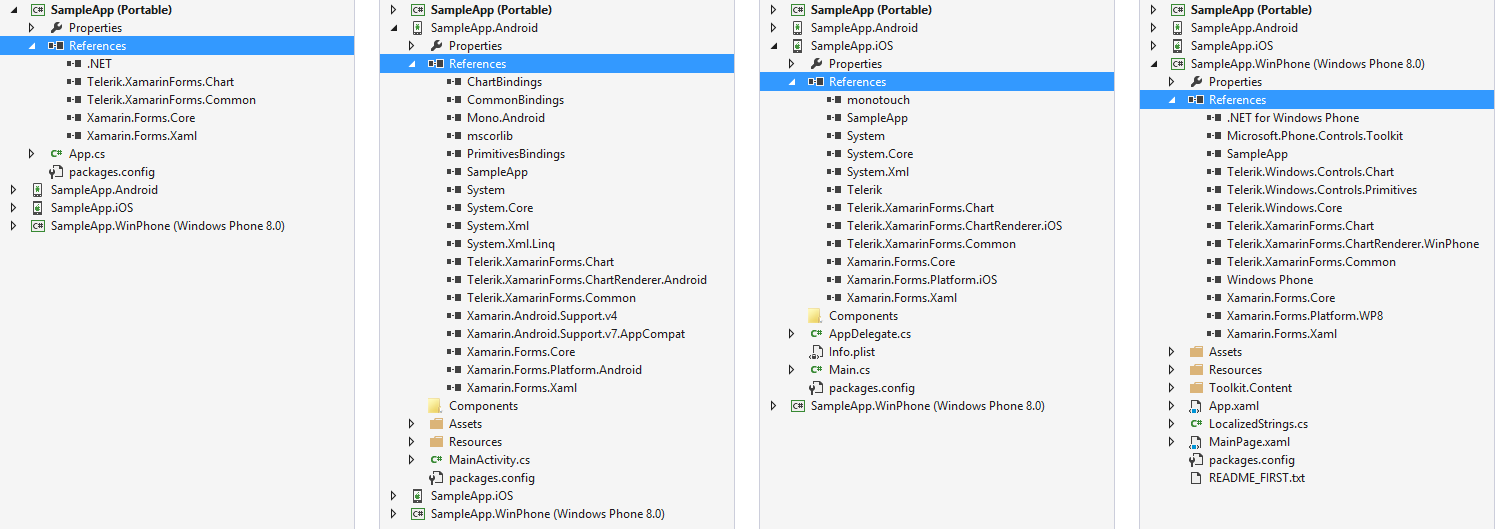 SampleApp (Portable)
Properties
References
.NET
Telerik.XamarinForms.Chart
Telerik.XamarinForms.Common
Xamarin.Forms.Core
Xamarin.Forms.Xaml
C# App.cs
packages.config
SampleApp.Android
SampleApp.iOS
C# SampleApp.WinPhone (Windows Phone 8.0)
C# SampleApp (Portable)
SampleApp.Android
Properties
References
ChartBindings
CommonBindings
Mono.Android
mscorlib
PrimitivesBindings
SampleApp
System
System.Core
System.Xml
System.Xml.Linq
Telerik.XamarinForms.Chart
Telerik.XamarinForms.ChartRenderer.Android
Telerik.XamarinForms.Common
Xamarin.Android.Support.v4
Xamarin.Android.Support.v7.AppCompat
Xamarin.Forms.Core
Xamarin.Forms.Platform.Android
Xamarin.Forms.Xaml
Components
Assets
Resources
C# MainActivity.cs
packages.config
SampleApp.iOS
C# SampleApp.WinPhone (Windows Phone 8.0)
C# SampleApp (Portable)
SampleApp.Android
SampleApp.iOS
Properties
References
monotouch
SampleApp
System
System.Core
System.Xml
Telerik
Telerik.XamarinForms.Chart
Telerik.XamarinForms.ChartRenderer.iOS
Telerik.XamarinForms.Common
Xamarin.Forms.Core
Xamarin.Forms.Platform.iOS
Xamarin.Forms.Xaml
Components
C# AppDelegate.cs
Info.plist
C# Main.cs
packages.config
C# SampleApp.WinPhone (Windows Phone 8.0)
C# SampleApp (Portable)
SampleApp.Android
SampleApp.iOS
C# SampleApp.WinPhone (Windows Phone 8.0)
Properties
References
.NET for Windows Phone
Microsoft.Phone.Controls.Toolkit
SampleApp
Telerik.Windows.Controls.Chart
Telerik.Windows.Controls.Primitives
Telerik.Windows.Core
Telerik.XamarinForms.Chart
Telerik.XamarinForms.ChartRenderer.WinPhone
Telerik.XamarinForms.Common
Windows Phone
Xamarin.Forms.Core
Xamarin.Forms.Platform.WP8
Xamarin.Forms.Xaml
Assets
Resources
Toolkit.Content
App.xaml
C# LocalizedStrings.cs
MainPage.xaml
packages.config
README_FIRST.txt